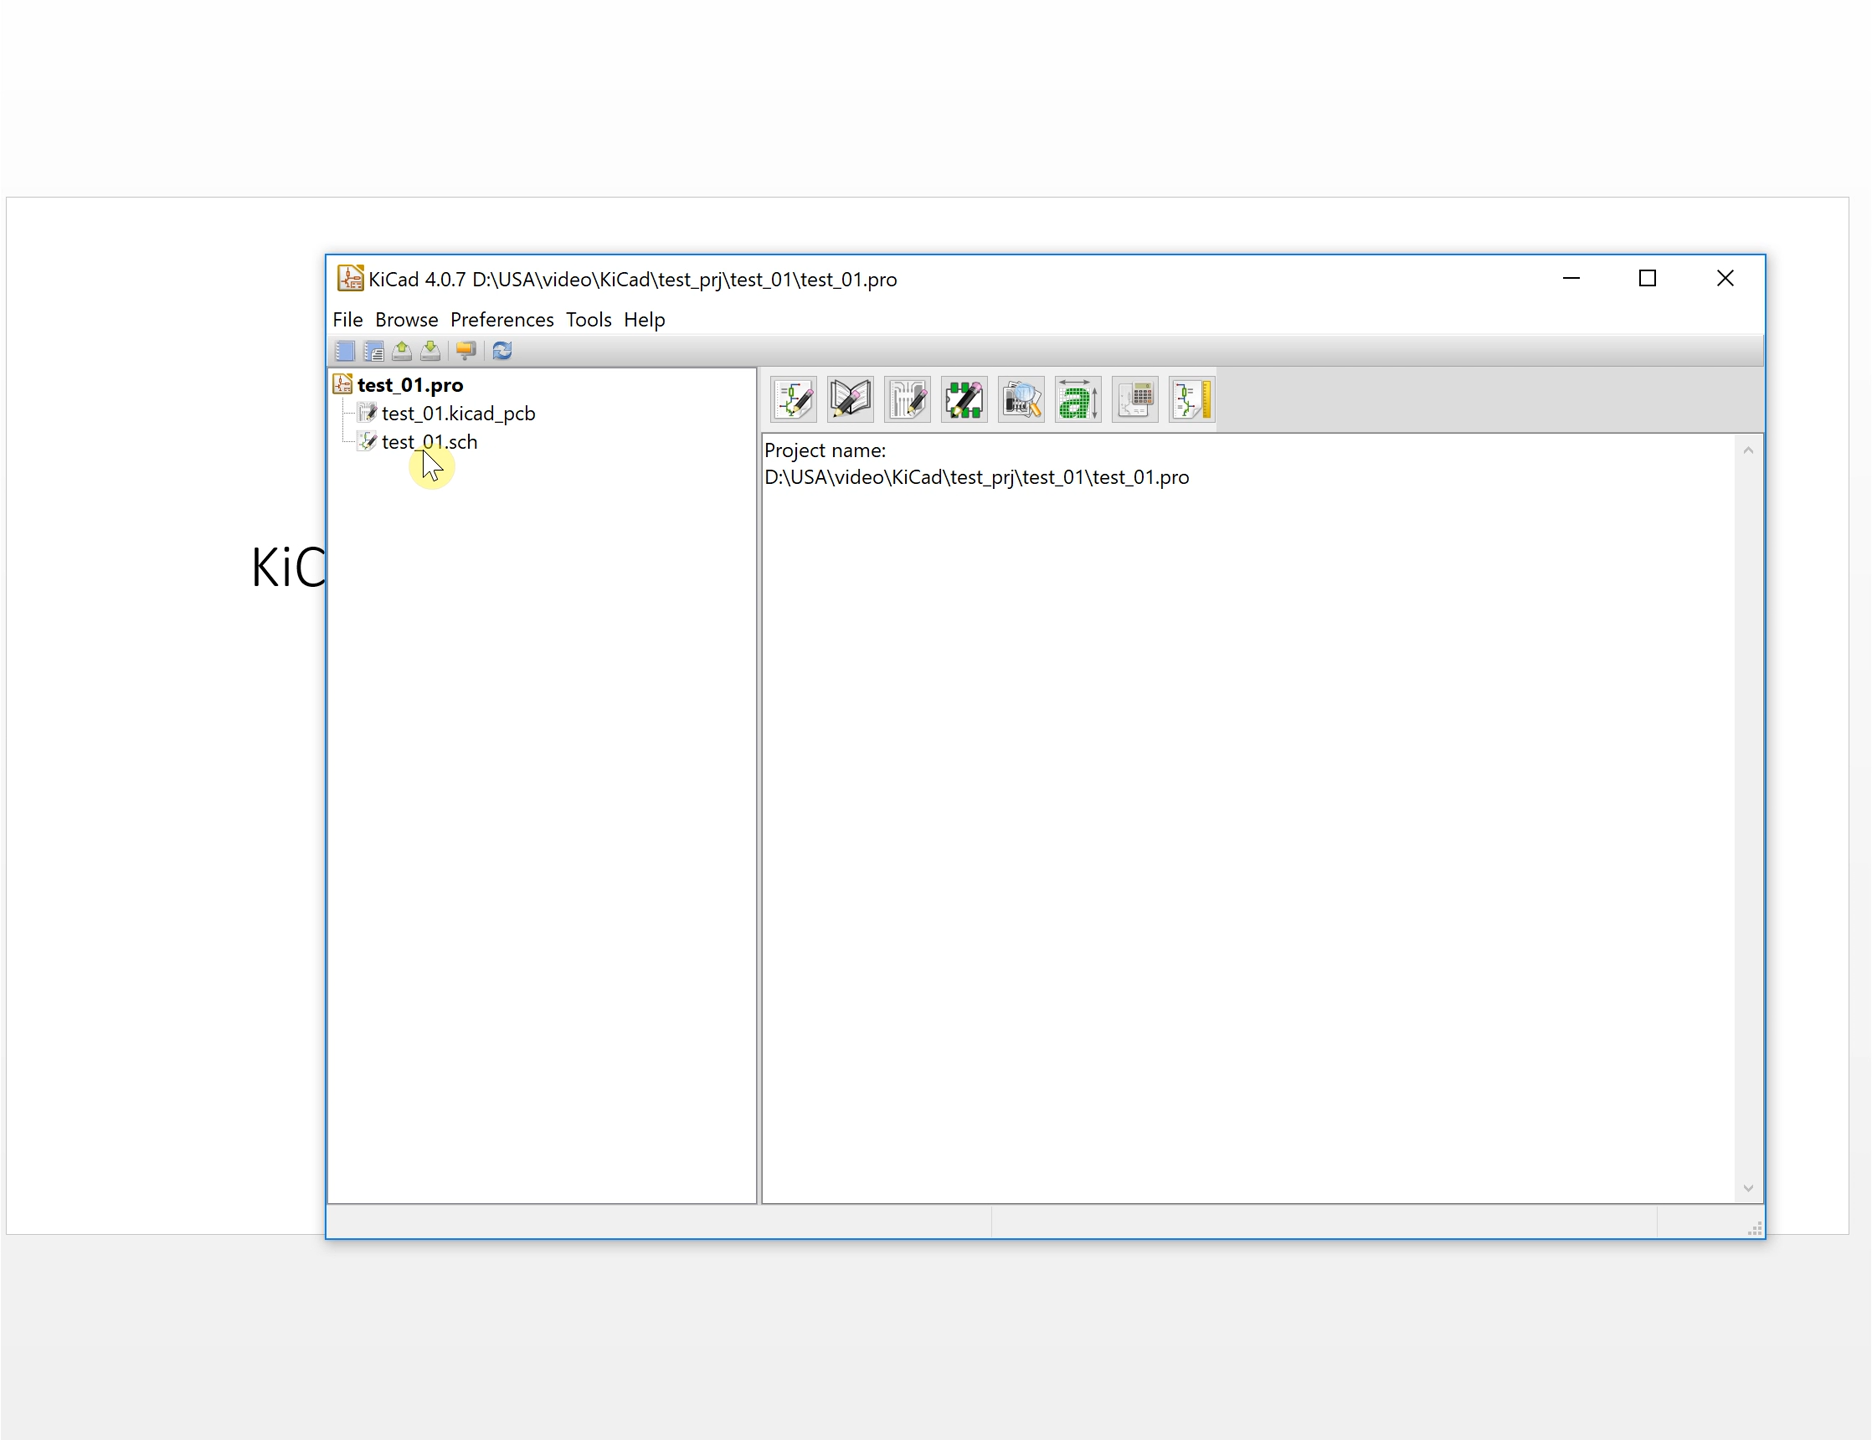 KiCad 4.0.7 D:\USA\video\KiCad\test_prj\test_01\test_01.pro
File Browse Preferences Tools Help
test_01.pro
test_01.kicad_pcb
test_01.sch
Project name:
D:\USA\video\KiCad\test_prj\test_01\test_01.pro
KiC